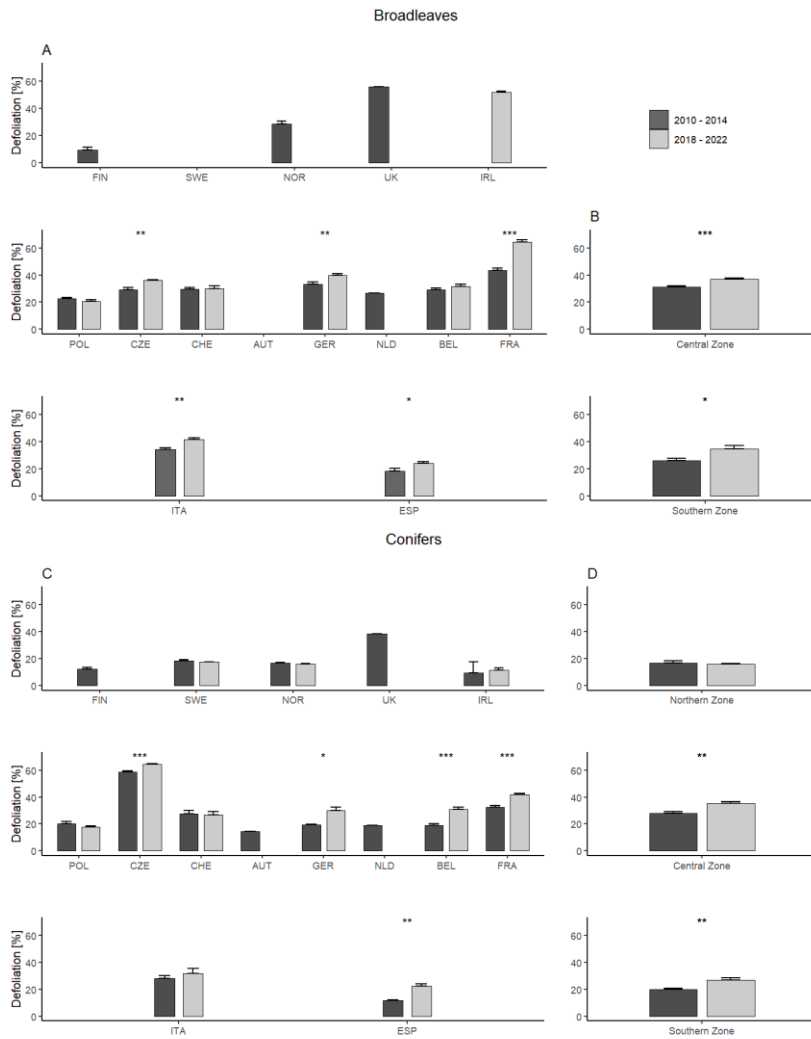 Broadleaves
A
Defoliation [%]
60
40
20
0
FIN SWE NOR UK IRL
2010 - 2014
2018 - 2022
** ** ***
Defoliation [%]
60
40
20
0
POL CZE CHE AUT GER NLD BEL FRA
B
***
60
40
20
0
Central Zone
** *
Defoliation [%]
60
40
20
0
ITA ESP
*
60
40
20
0
Southern Zone
Conifers
C
Defoliation [%]
60
40
20
0
FIN SWE NOR UK IRL
D
60
40
20
0
Northern Zone
*** * *** ***
Defoliation [%]
60
40
20
0
POL CZE CHE AUT GER NLD BEL FRA
**
60
40
20
0
Central Zone
**
Defoliation [%]
60
40
20
0
ITA ESP
**
60
40
20
0
Southern Zone